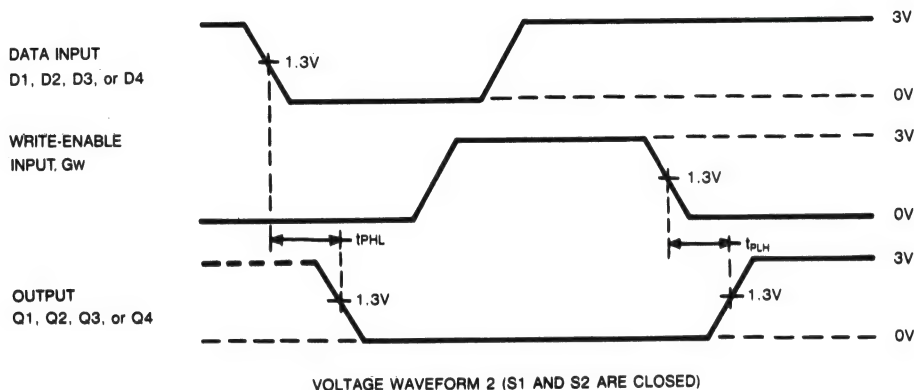 3V
DATA INPUT
D1, D2, D3, or D4
1.3V
0V
WRITE-ENABLE
INPUT, GW
3V
1.3V
0V
tPHL
tPLH
3V
OUTPUT
Q1, Q2, Q3, or Q4
1.3V
1.3V
0V
VOLTAGE WAVEFORM 2 (S1 AND S2 ARE CLOSED)